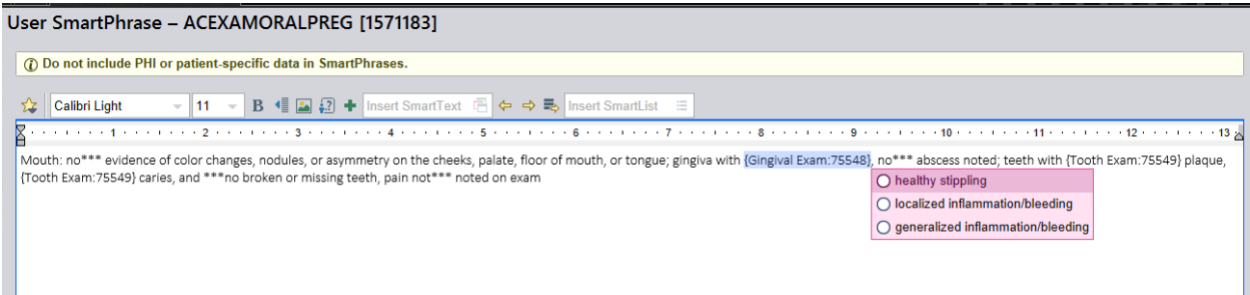 User SmartPhrase – ACEXAMORALPREG [1571183]
Do not include PHI or patient-specific data in SmartPhrases.
Calibri Light 11 B Insert SmartText Insert SmartList
1 2 3 4 5 6 7 8 9 10 11 12 13
Mouth: no*** evidence of color changes, nodules, or asymmetry on the cheeks, palate, floor of mouth, or tongue; gingiva with {Gingival Exam:75548}, no*** abscess noted; teeth with {Tooth Exam:75549} plaque,
{Tooth Exam:75549} caries, and ***no broken or missing teeth, pain not*** noted on exam
healthy stippling
localized inflammation/bleeding
generalized inflammation/bleeding